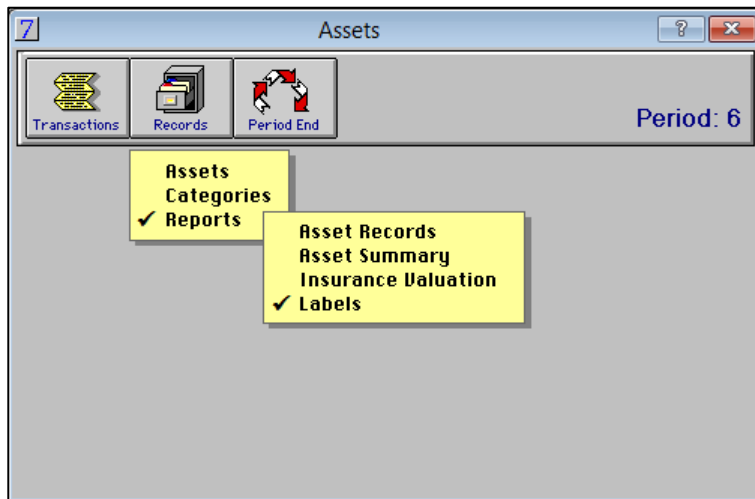 7 Assets ?
Transactions Records Period End Period: 6
Assets
Categories
✓ Reports
Asset Records
Asset Summary
Insurance Valuation
✓ Labels